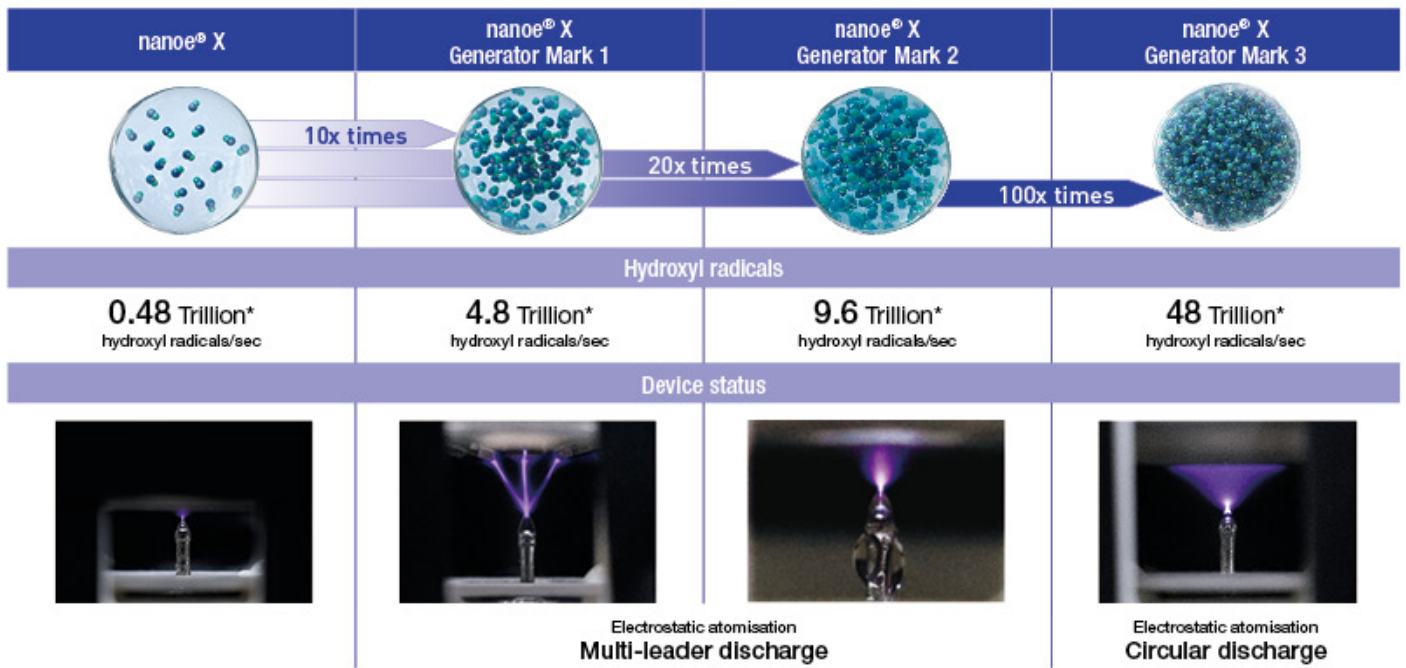 nanoe® X
nanoe® X
Generator Mark 1
nanoe® X
Generator Mark 2
nanoe® X
Generator Mark 3
10x times
20x times
100x times
Hydroxyl radicals
0.48 Trillion*
hydroxyl radicals/sec
4.8 Trillion*
hydroxyl radicals/sec
9.6 Trillion*
hydroxyl radicals/sec
48 Trillion*
hydroxyl radicals/sec
Device status
Electrostatic atomisation
Multi-leader discharge
Electrostatic atomisation
Circular discharge